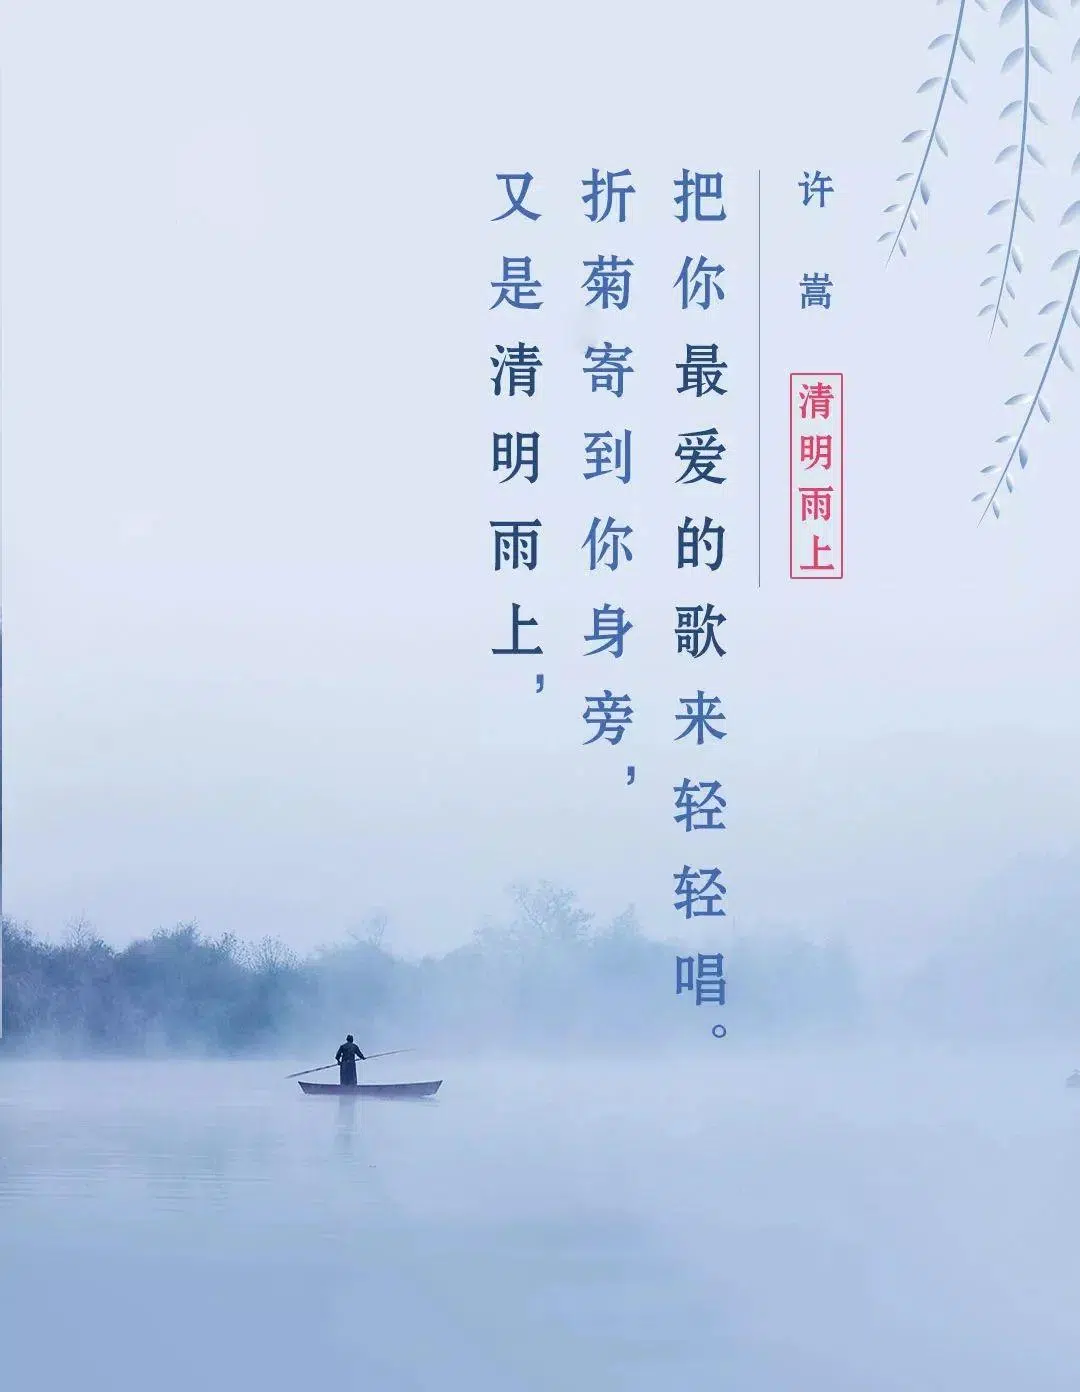 许嵩
清明雨上
把你最爱的歌来轻轻唱。
折菊寄到你身旁，
又是清明雨上，